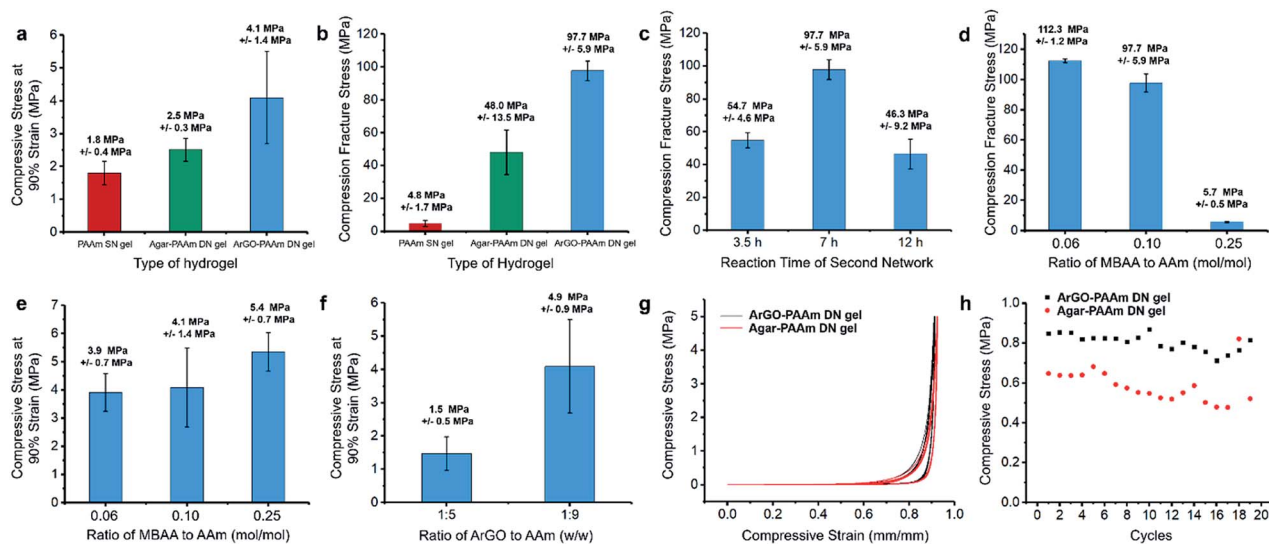 a
Compressive Stress at
90% Strain (MPa)
6
5
4
3
2
1
0
1.8 MPa
+/- 0.4 MPa
2.5 MPa
+/- 0.3 MPa
4.1 MPa
+/- 1.4 MPa
PAAm SN gel
Agar-PAAm DN gel
ArGO-PAAm DN gel
Type of hydrogel
b
Compression Fracture Stress (MPa)
120
100
80
60
40
20
0
4.8 MPa
+/- 1.7 MPa
48.0 MPa
+/- 13.5 MPa
97.7 MPa
+/- 5.9 MPa
PAAm SN gel
Agar-PAAm DN gel
ArGO-PAAm DN gel
Type of Hydrogel
c
Compression Fracture Stress (MPa)
120
100
80
60
40
20
0
54.7 MPa
+/- 4.6 MPa
97.7 MPa
+/- 5.9 MPa
46.3 MPa
+/- 9.2 MPa
3.5 h
7 h
12 h
Reaction Time of Second Network
d
Compression Fracture Stress (MPa)
120
100
80
60
40
20
0
112.3 MPa
+/- 1.2 MPa
97.7 MPa
+/- 5.9 MPa
5.7 MPa
+/- 0.5 MPa
0.06
0.10
0.25
Ratio of MBAA to AAm (mol/mol)
e
Compressive Stress at
90% Strain (MPa)
7
6
5
4
3
2
1
0
3.9 MPa
+/- 0.7 MPa
4.1 MPa
+/- 1.4 MPa
5.4 MPa
+/- 0.7 MPa
0.06
0.10
0.25
Ratio of MBAA to AAm (mol/mol)
f
Compressive Stress at
90% Strain (MPa)
6
5
4
3
2
1
0
1.5 MPa
+/- 0.5 MPa
4.9 MPa
+/- 0.9 MPa
1:5
1:9
Ratio of ArGO to AAm (w/w)
g
Compressive Stress (MPa)
5
4
3
2
1
0
ArGO-PAAm DN gel
Agar-PAAm DN gel
0.0
0.2
0.4
0.6
0.8
1.0
Compressive Strain (mm/mm)
h
Compressive Stress (MPa)
1.0
0.8
0.6
0.4
0.2
0.0
ArGO-PAAm DN gel
Agar-PAAm DN gel
0 2 4 6 8 10 12 14 16 18 20
Cycles